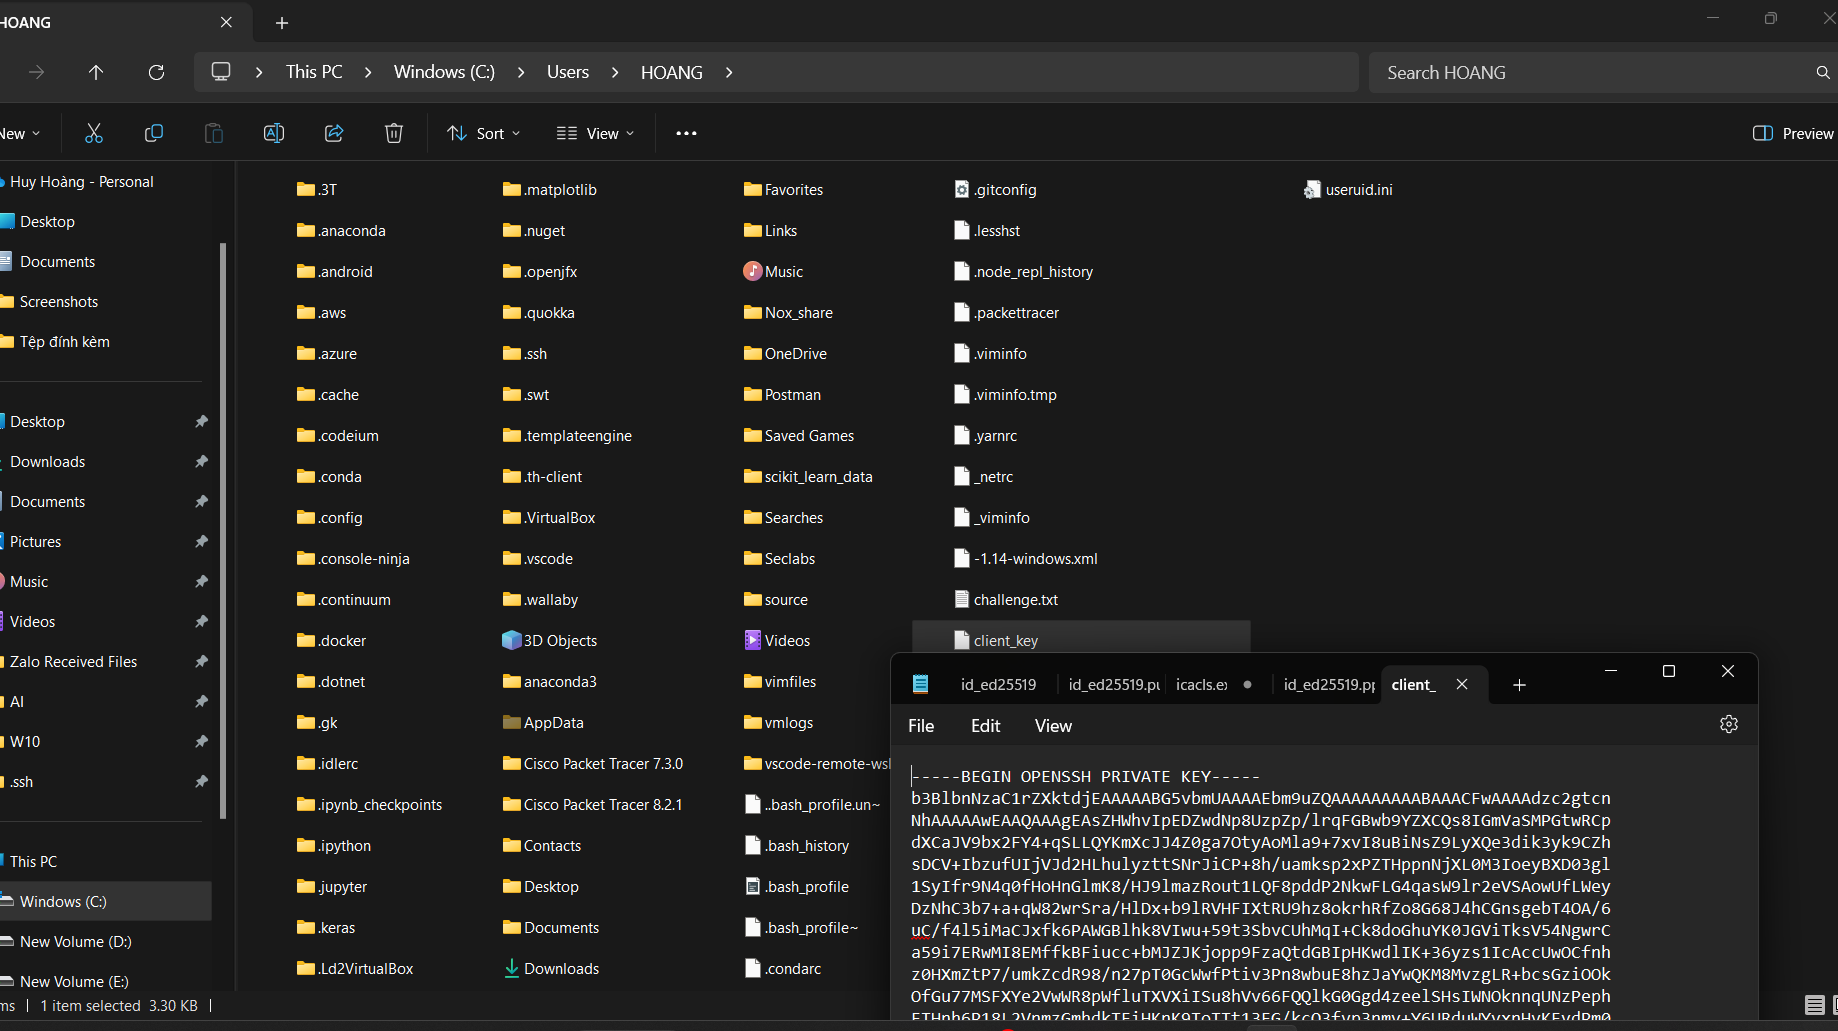 HOANG
This PC
Windows (C:)
Users
HOANG
Search HOANG
New
Sort
View
Preview
Huy Hoàng - Personal
Desktop
Documents
Screenshots
Tệp đính kèm
Desktop
Downloads
Documents
Pictures
Music
Videos
Zalo Received Files
AI
W10
.ssh
This PC
Windows (C:)
New Volume (D:)
New Volume (E:)
.3T
.anaconda
.android
.aws
.azure
.cache
.codeium
.conda
.config
.console-ninja
.continuum
.docker
.dotnet
.gk
.idlerc
.ipynb_checkpoints
.ipython
.jupyter
.keras
.Ld2VirtualBox
.matplotlib
.nuget
.openjfx
.quokka
.ssh
.swt
.templateengine
.th-client
.VirtualBox
.vscode
.wallaby
3D Objects
anaconda3
AppData
Cisco Packet Tracer 7.3.0
Cisco Packet Tracer 8.2.1
Contacts
Desktop
Documents
Downloads
Favorites
Links
Music
Nox_share
OneDrive
Postman
Saved Games
scikit_learn_data
Searches
Seclabs
source
Videos
vimfiles
vmlogs
vscode-remote-wsl
..bash_profile.un~
.bash_history
.bash_profile
.bash_profile~
.condarc
.gitconfig
.lesshst
.node_repl_history
.packettracer
.viminfo
.viminfo.tmp
.yarnrc
_netrc
_viminfo
-1.14-windows.xml
challenge.txt
client_key
useruid.ini
id_ed25519
id_ed25519.pu
icacls.ex
id_ed25519.pp
client_
File
Edit
View
-----BEGIN OPENSSH PRIVATE KEY-----
b3BlbnNzaC1rZXktdjEAAAAABG5vbmUAAAAEbm9uZQAAAAAAAAABAAACFwAAAAdzc2gtcn
NhAAAAAwEAAQAAAgEAsZHWhvIpEDZwdNp8UzpZp/lrqFGBwb9YZXCQs8IGmVaSMPGtwRCp
dXCaJV9bx2FY4+qSLLQYKmXcJJ4Z0ga7OtyAoMla9+7xvI8uBiNsZ9LyXQe3dik3yk9CZh
sDCV+IbzufUIjVJd2HLhulyzttSNrJiCP+8h/uamksp2xPZTHppnNjXL0M3IoeyBXD03gl
1SyIfr9N4q0fHoHnGlmK8/HJ9lmazRout1LQF8pddP2NkwFLG4qasW9lr2eVSAowUfLWey
DzNhC3b7+a+qW82wrSra/HlDx+b9lRVHFIXtRU9hz8okrhRfZo8G68J4hCGnsgebT4OA/6
uC/f4l5iMaCJxfk6PAWGBlhk8VIwu+59t3SbvCUhMqI+Ck8doGhuYK0JGViTksV54NgwrC
a59i7ERwMI8EMffkBFiucc+bMJZJKjopp9FzaQtdGBIpHKwdlIK+36yzs1IcAccUwOCfnh
z0HXmZtP7/umkZcdR98/n27pT0GcWwfPtiv3Pn8wbuE8hzJaYwQKM8MvzgLR+bcsGziOOk
OfGu77MSFXYe2VwWR8pWfluTXVXiISu8hVv66FQQlkG0Ggd4zeelSHsIWNOknnqUNzPeph
1 item selected
3.30 KB